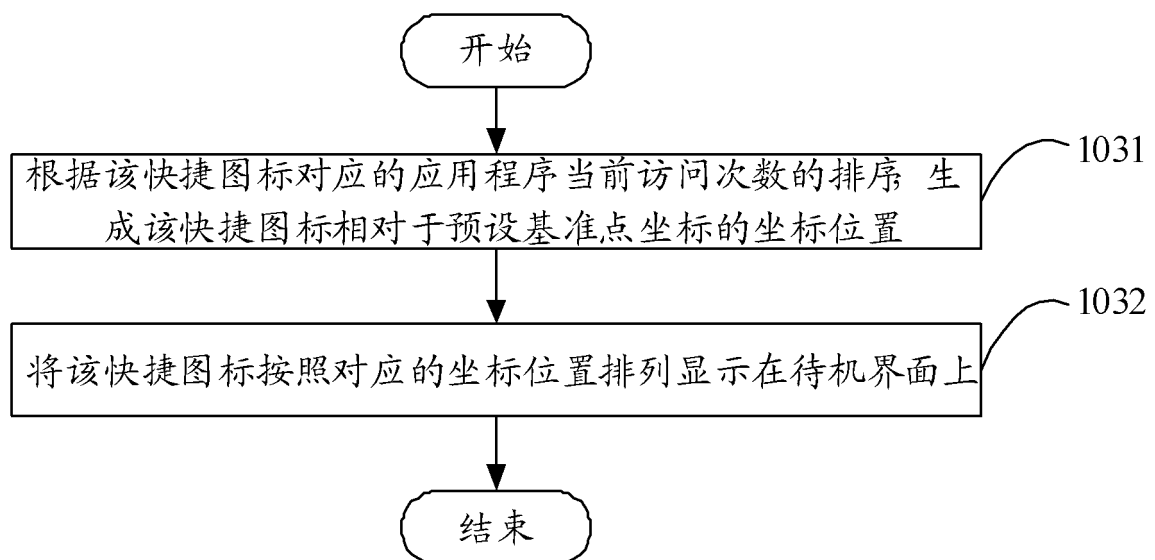 开始
根据该快捷图标对应的应用程序当前访问次数的排序，生
成该快捷图标相对于预设基准点坐标的坐标位置
1031
将该快捷图标按照对应的坐标位置排列显示在待机界面上
1032
结束